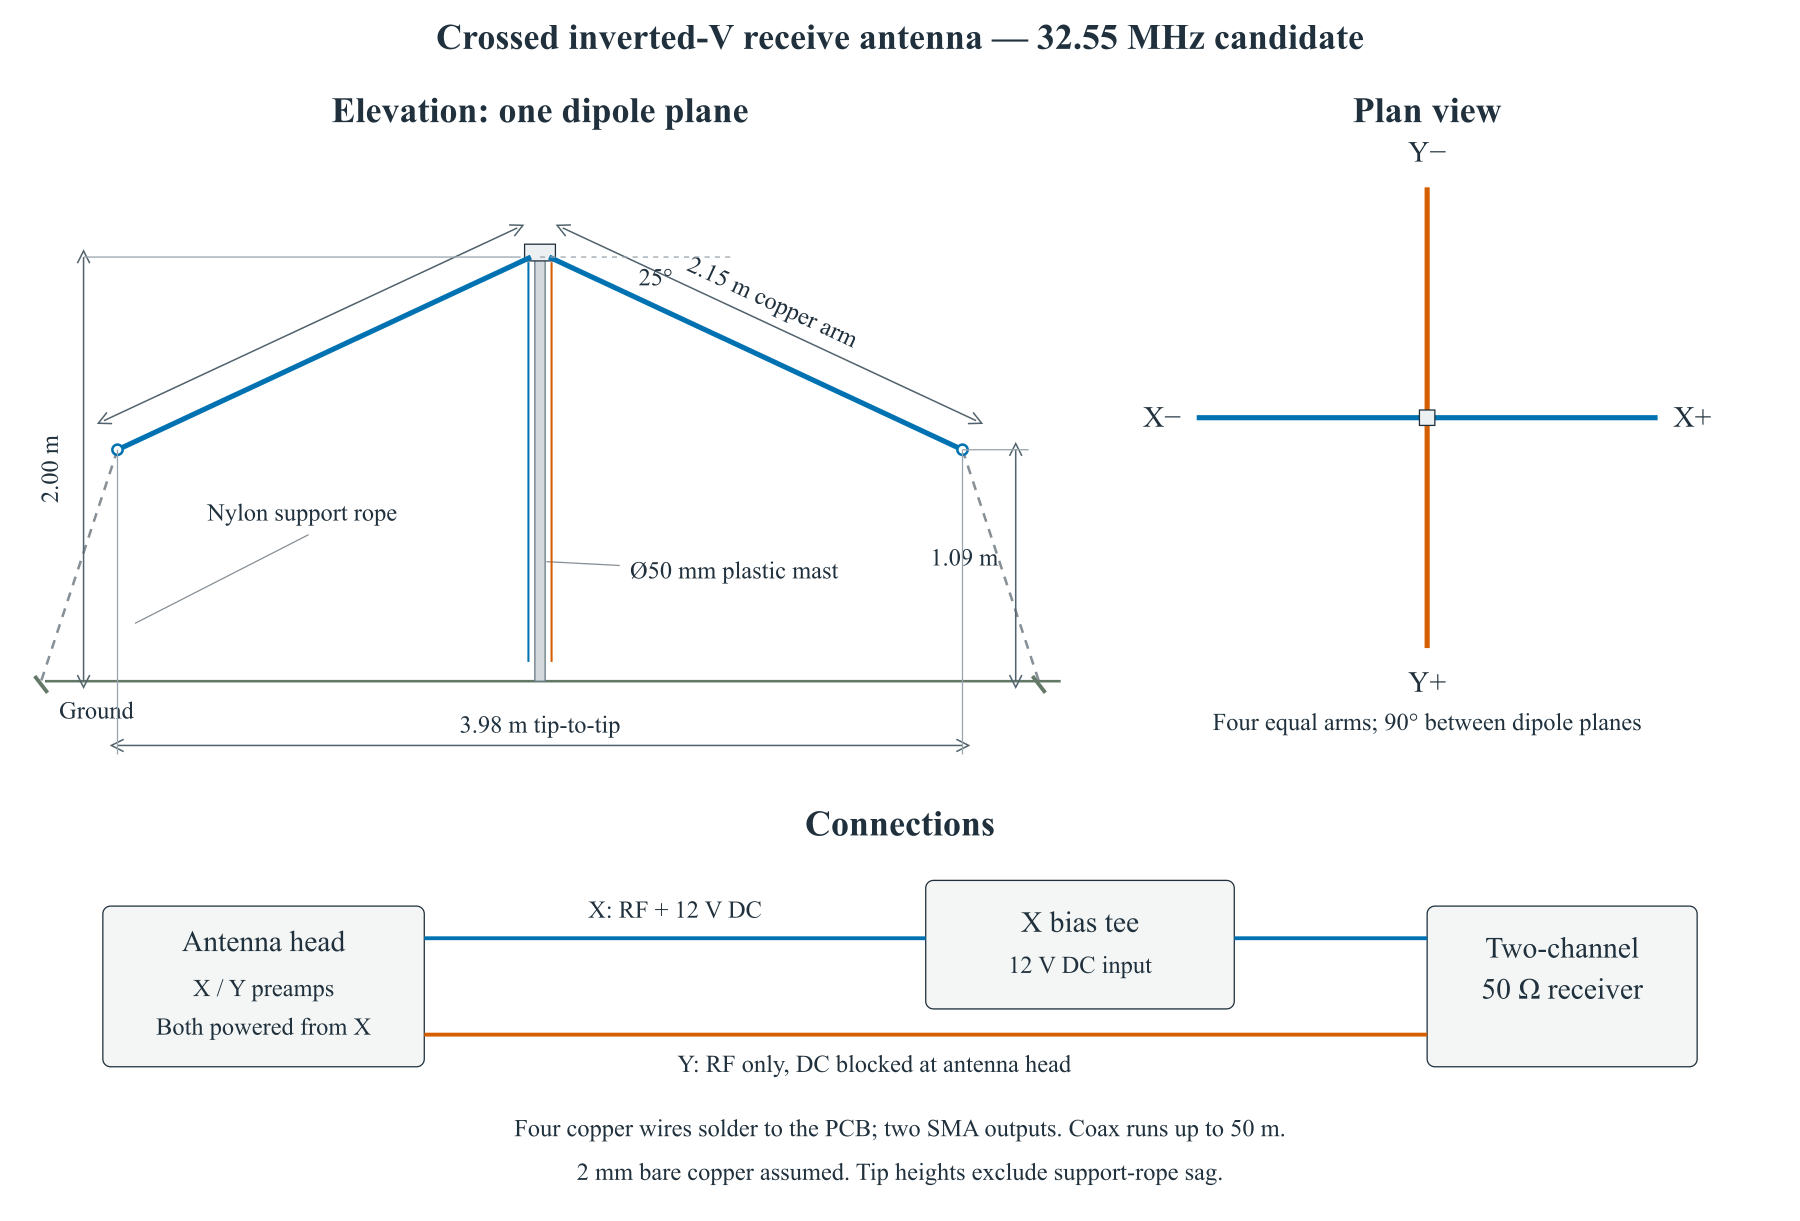 Crossed inverted-V receive antenna — 32.55 MHz candidate
Elevation: one dipole plane
Plan view
Y−
25°
2.15 m copper arm
X−
X+
2.00 m
Nylon support rope
1.09 m
Ø50 mm plastic mast
Y+
Ground
3.98 m tip-to-tip
Four equal arms; 90° between dipole planes
Connections
X: RF + 12 V DC
X bias tee
12 V DC input
Antenna head
X / Y preamps
Both powered from X
Two-channel
50 Ω receiver
Y: RF only, DC blocked at antenna head
Four copper wires solder to the PCB; two SMA outputs. Coax runs up to 50 m.
2 mm bare copper assumed. Tip heights exclude support-rope sag.